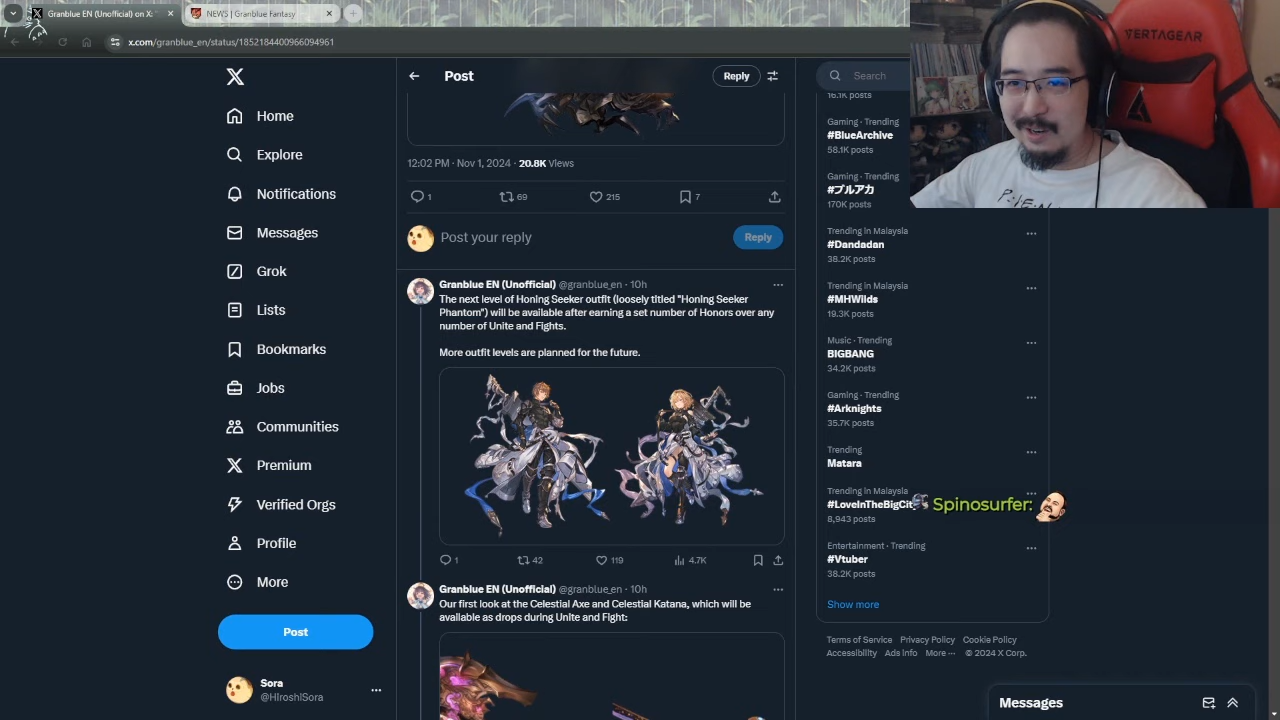 Granblue EN (Unofficial) on X:
NEWS | Granblue Fantasy
x.com/granblue_en/status/1852184400966094961
Home
Explore
Notifications
Messages
Grok
Lists
Bookmarks
Jobs
Communities
Premium
Verified Orgs
Profile
More
Post
Sora
@HiroshiSora
Post
Reply
12:02 PM · Nov 1, 2024 · 20.8K Views
1
69
215
7
Post your reply
Reply
Granblue EN (Unofficial) @granblue_en · 10h
The next level of Honing Seeker outfit (loosely titled "Honing Seeker
Phantom") will be available after earning a set number of Honors over any
number of Unite and Fights.
More outfit levels are planned for the future.
1
42
119
4.7K
Granblue EN (Unofficial) @granblue_en · 10h
Our first look at the Celestial Axe and Celestial Katana, which will be
available as drops during Unite and Fight:
Search
16.1K posts
Gaming · Trending
#BlueArchive
58.1K posts
Gaming · Trending
#ブルアカ
170K posts
Trending in Malaysia
#Dandadan
38.2K posts
Trending in Malaysia
#MHWilds
19.3K posts
Music · Trending
BIGBANG
34.2K posts
Gaming · Trending
#Arknights
35.7K posts
Trending
Matara
Trending in Malaysia
#LoveInTheBigCity
8,943 posts
Entertainment · Trending
#Vtuber
38.2K posts
Show more
Terms of Service Privacy Policy Cookie Policy
Accessibility Ads info More ··· © 2024 X Corp.
Messages
Spinosurfer:
VERTAGEAR